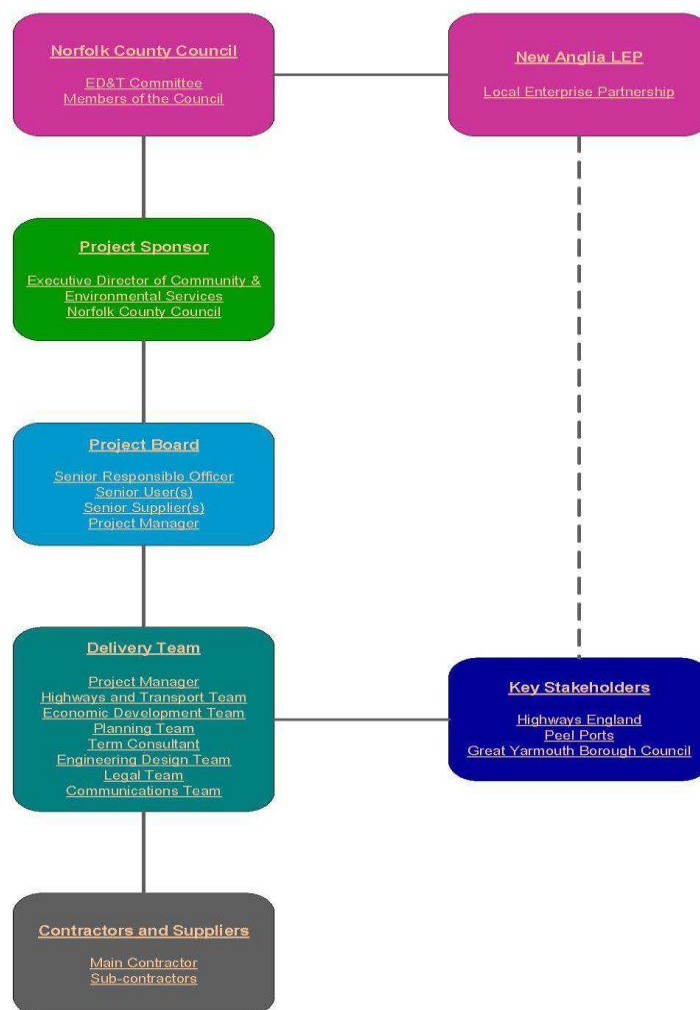 Norfolk County Council
ED&T Committee
Members of the Council
New Anglia LEP
Local Enterprise Partnership
Project Sponsor
Executive Director of Community &
Environmental Services
Norfolk County Council
Project Board
Senior Responsible Officer
Senior User(s)
Senior Supplier(s)
Project Manager
Delivery Team
Project Manager
Highways and Transport Team
Economic Development Team
Planning Team
Term Consultant
Engineering Design Team
Legal Team
Communications Team
Key Stakeholders
Highways England
Peel Ports
Great Yarmouth Borough Council
Contractors and Suppliers
Main Contractor
Sub-contractors